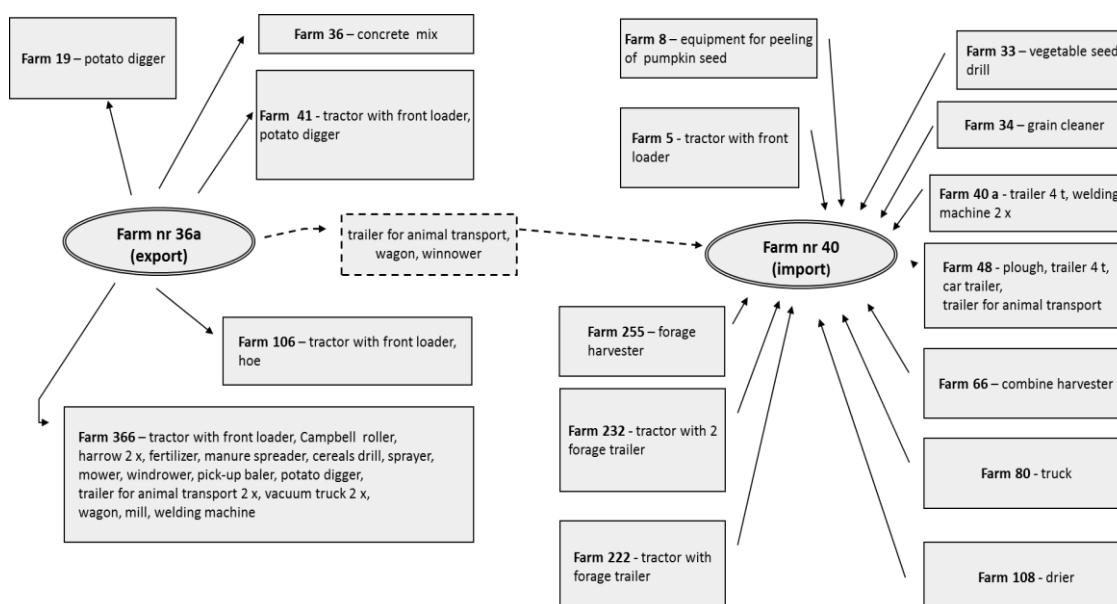 Farm 19 – potato digger
Farm 36 – concrete mix
Farm  41 - tractor with front loader,
potato digger
Farm nr 36a
(export)
trailer for animal transport,
wagon, winnower
Farm 106 – tractor with front loader,
hoe
Farm 366 – tractor with front loader, Campbell roller,
harrow 2 x, fertilizer, manure spreader, cereals drill, sprayer,
mower, windrower, pick-up baler, potato digger,
trailer for animal transport 2 x, vacuum truck 2 x,
wagon, mill, welding machine
Farm 8 – equipment for peeling
of pumpkin seed
Farm 5 - tractor with front
loader
Farm 33 – vegetable seed
drill
Farm 34 – grain cleaner
Farm 40 a - trailer 4 t, welding
machine 2 x
Farm nr 40
(import)
Farm 48 - plough, trailer 4 t,
car trailer,
trailer for animal transport
Farm 255 – forage
harvester
Farm 66 - combine harvester
Farm 232 - tractor with 2
forage trailer
Farm 80 – truck
Farm 222 - tractor with
forage trailer
Farm 108 - drier